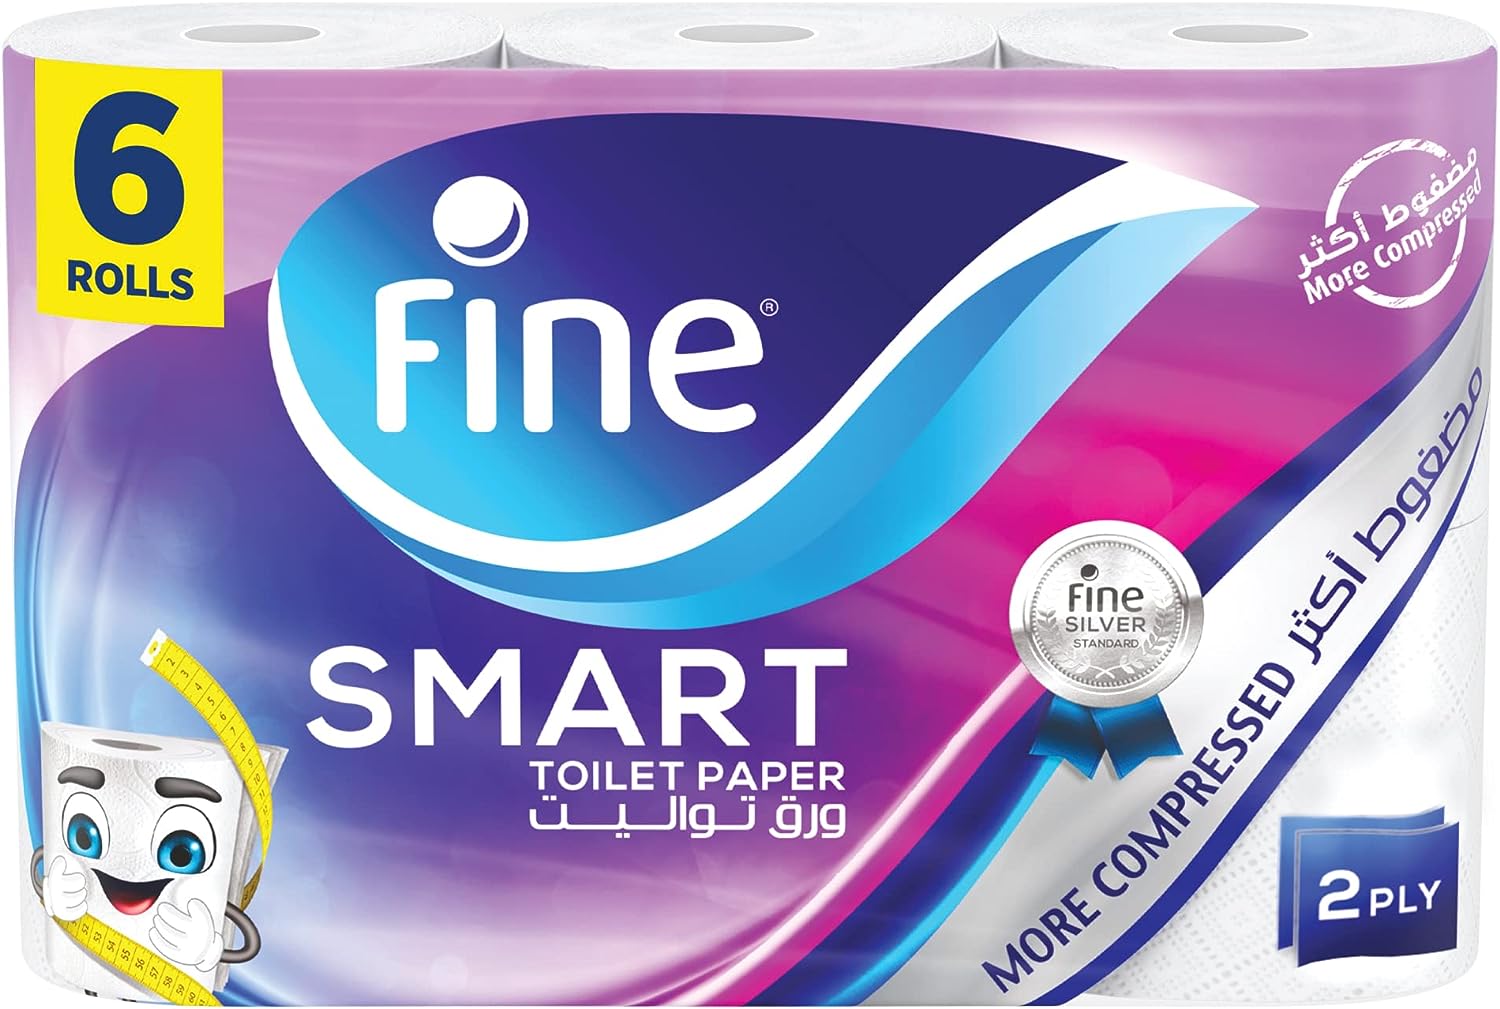 6
ROLLS
fine®
مضغوط أكثر
More Compressed
SMART
TOILET PAPER
ورق تواليت
fine
SILVER
STANDARD
MORE COMPRESSED مضغوط أكثر
2 PLY